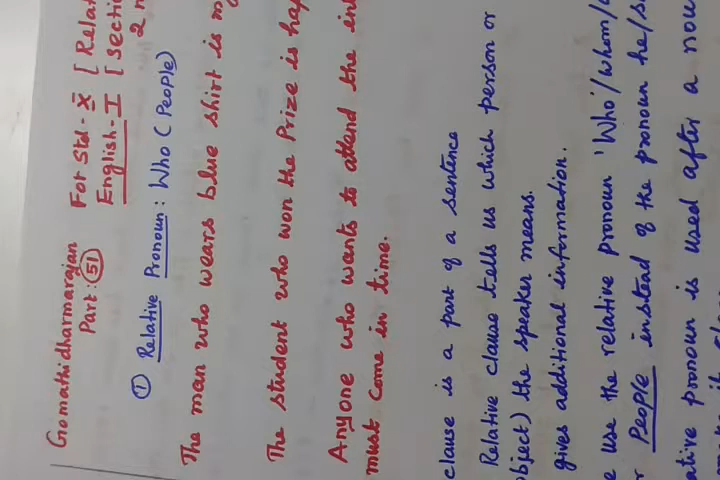 Gomathidharmarajan For Std - X [ Relat
Part: 51 English - I [ Secti
2 m
① Relative Pronoun: Who (People)
The man who wears blue shirt is my
The student who won the Prize is hap
Anyone who wants to attend the in
must come in time.
clause is a part of a sentence
Relative clause tells us which person or
object) the speaker means.
gives additional information.
e use the relative pronoun 'Who'/whom/
r People instead of the pronoun he/s
ative pronoun is used after a nou